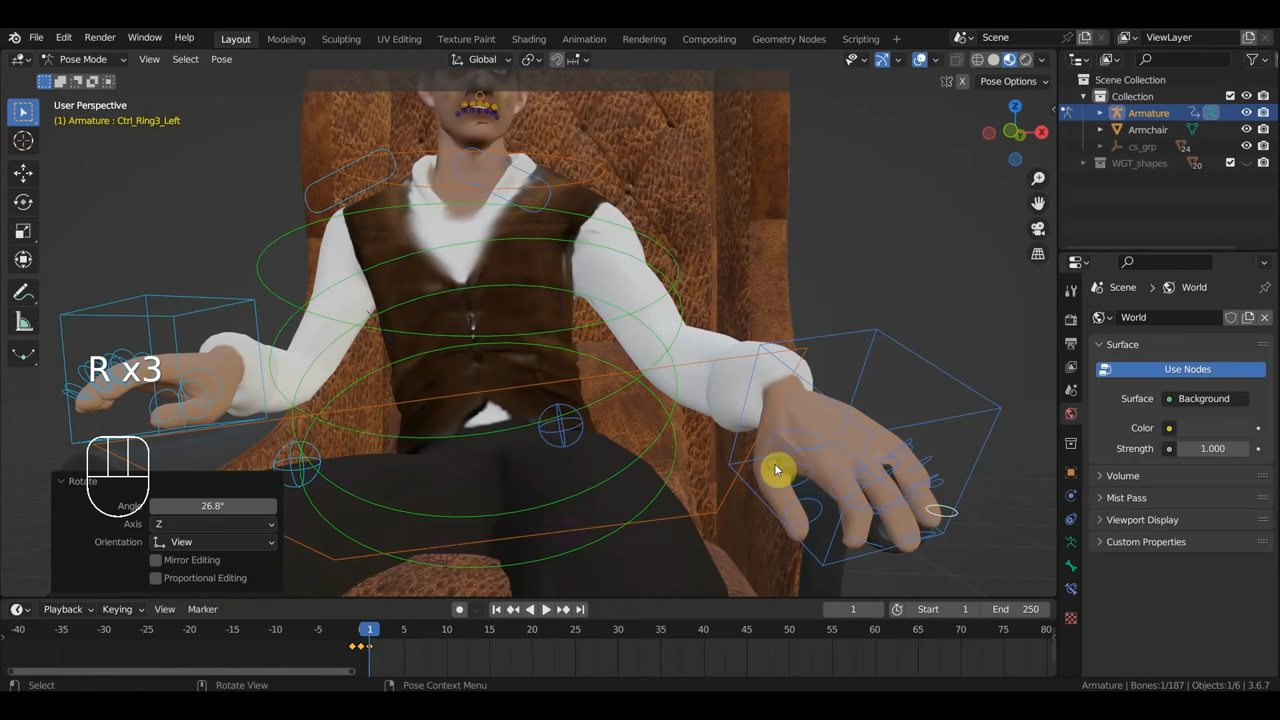 File Edit Render Window Help Layout Modeling Sculpting UV Editing Texture Paint Shading Animation Rendering Compositing Geometry Nodes Scripting + Scene ViewLayer
Pose Mode View Select Pose Global
X Pose Options
User Perspective
(1) Armature : Ctrl_Ring3_Left
Z
X
Y
R x3
Rotate
Angle 26.8°
Axis Z
Orientation View
Mirror Editing
Proportional Editing
Scene Collection
Collection
Armature
Armchair
cs_grp 24
WGT_shapes 20
Scene World
World
Surface
Use Nodes
Surface Background
Color
Strength 1.000
Volume
Mist Pass
Viewport Display
Custom Properties
Playback Keying View Marker 1 Start 1 End 250
-40 -35 -30 -25 -20 -15 -10 -5 1 5 10 15 20 25 30 35 40 45 50 55 60 65 70 75 80
Select Rotate View Pose Context Menu Armature | Bones:1/187 | Objects:1/6 | 3.6.7